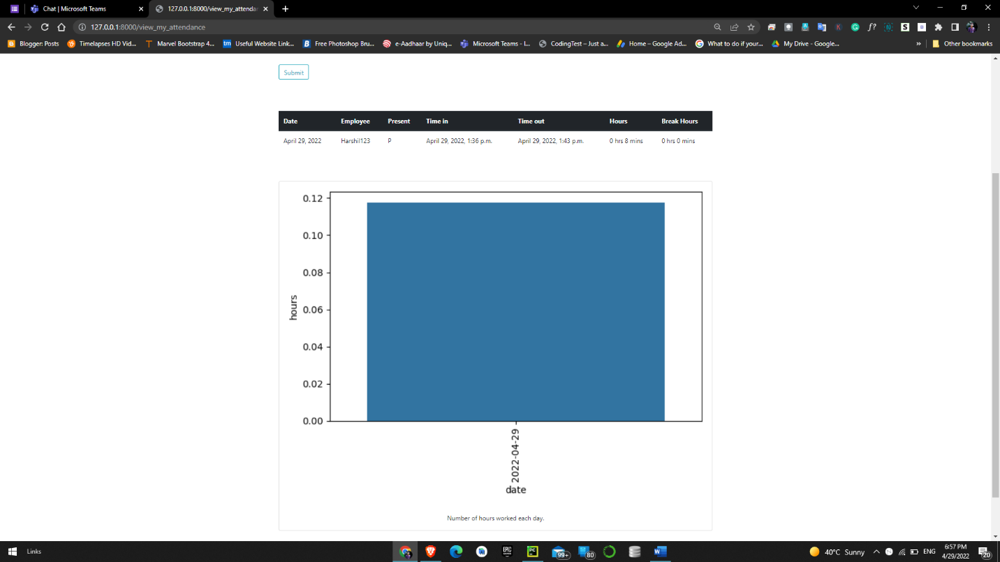 Chat | Microsoft Teams
127.0.0.1:8000/view_my_attendan
127.0.0.1:8000/view_my_attendance
Blogger: Posts Timelapses HD Vid... Marvel Bootstrap 4... Useful Website Link... Free Photoshop Bru... e-Aadhaar by Uniq... Microsoft Teams - I... CodingTest – Just a... Home – Google Ad... What to do if your... My Drive - Google... » Other bookmarks
Submit
Date Employee Present Time in Time out Hours Break Hours
April 29, 2022 Harshil123 P April 29, 2022, 1:36 p.m. April 29, 2022, 1:43 p.m. 0 hrs 8 mins 0 hrs 0 mins
0.12
0.10
0.08
hours
0.06
0.04
0.02
0.00
2022-04-29
date
Number of hours worked each day.
Links
99+
80
40°C Sunny
ENG
6:57 PM
4/29/2022
20